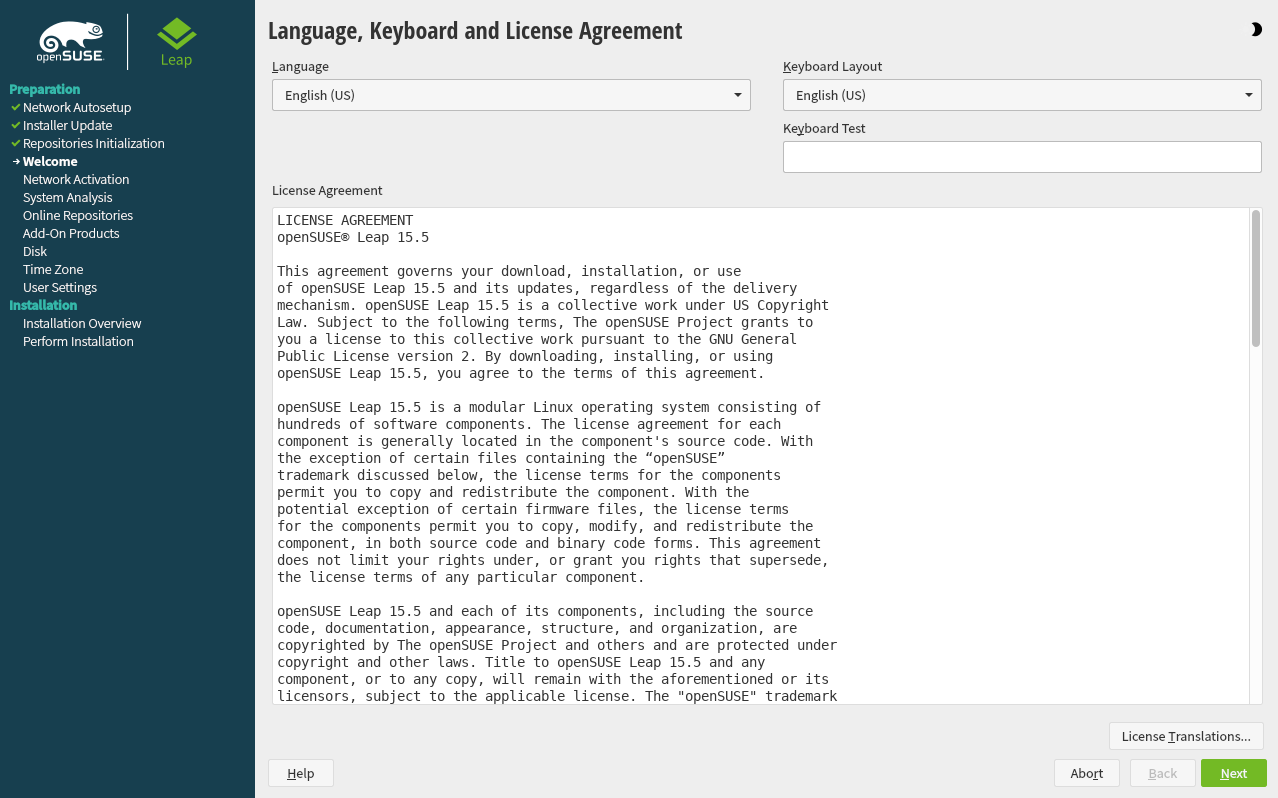 openSUSE
Leap
Preparation
Network Autosetup
Installer Update
Repositories Initialization
Welcome
Network Activation
System Analysis
Online Repositories
Add-On Products
Disk
Time Zone
User Settings
Installation
Installation Overview
Perform Installation
Language, Keyboard and License Agreement
Language
English (US)
Keyboard Layout
English (US)
Keyboard Test
License Agreement
LICENSE AGREEMENT
openSUSE® Leap 15.5
This agreement governs your download, installation, or use
of openSUSE Leap 15.5 and its updates, regardless of the delivery
mechanism. openSUSE Leap 15.5 is a collective work under US Copyright
Law. Subject to the following terms, The openSUSE Project grants to
you a license to this collective work pursuant to the GNU General
Public License version 2. By downloading, installing, or using
openSUSE Leap 15.5, you agree to the terms of this agreement.
openSUSE Leap 15.5 is a modular Linux operating system consisting of
hundreds of software components. The license agreement for each
component is generally located in the component's source code. With
the exception of certain files containing the “openSUSE”
trademark discussed below, the license terms for the components
permit you to copy and redistribute the component. With the
potential exception of certain firmware files, the license terms
for the components permit you to copy, modify, and redistribute the
component, in both source code and binary code forms. This agreement
does not limit your rights under, or grant you rights that supersede,
the license terms of any particular component.
openSUSE Leap 15.5 and each of its components, including the source
code, documentation, appearance, structure, and organization, are
copyrighted by The openSUSE Project and others and are protected under
copyright and other laws. Title to openSUSE Leap 15.5 and any
component, or to any copy, will remain with the aforementioned or its
licensors, subject to the applicable license. The "openSUSE" trademark
License Translations...
Help
Abort
Back
Next